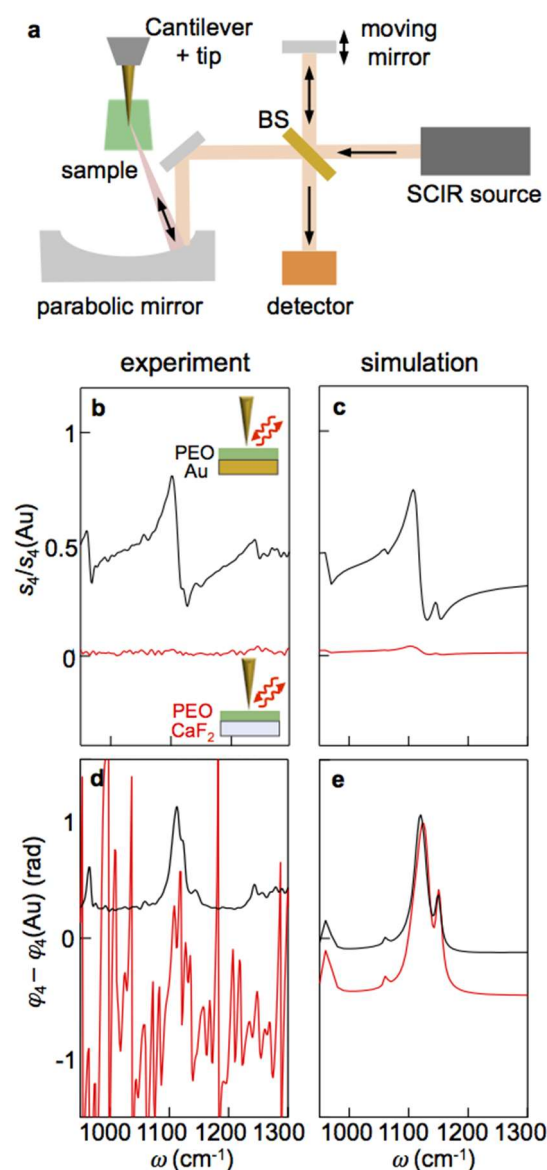 a
Cantilever
+ tip
moving
mirror
BS
sample
SCIR source
parabolic mirror
detector
experiment
simulation
b
c
1
PEO
Au
s₄/s₄(Au)
0.5
0
PEO
CaF₂
d
e
1
φ₄ – φ₄(Au) (rad)
0
-1
1000 1100 1200 1300
1000 1100 1200 1300
ω (cm⁻¹)
ω (cm⁻¹)